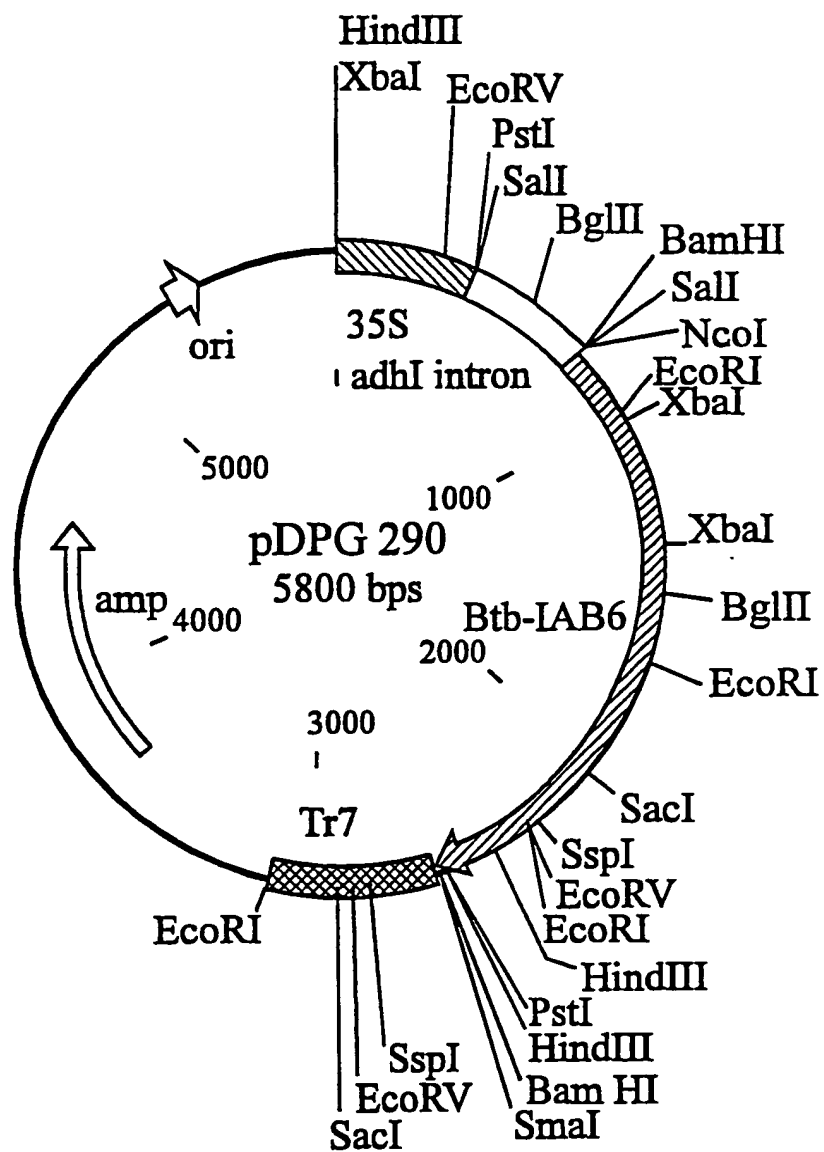 HindIII
XbaI
EcoRV
PstI
SalI
BglII
BamHI
SalI
NcoI
EcoRI
XbaI
ori
35S
adhI intron
5000
1000
pDPG 290
5800 bps
XbaI
amp
4000
Btb-IAB6
BglII
2000
EcoRI
3000
Tr7
SacI
SspI
EcoRV
EcoRI
EcoRI
HindIII
PstI
HindIII
SspI
Bam HI
EcoRV
SmaI
SacI